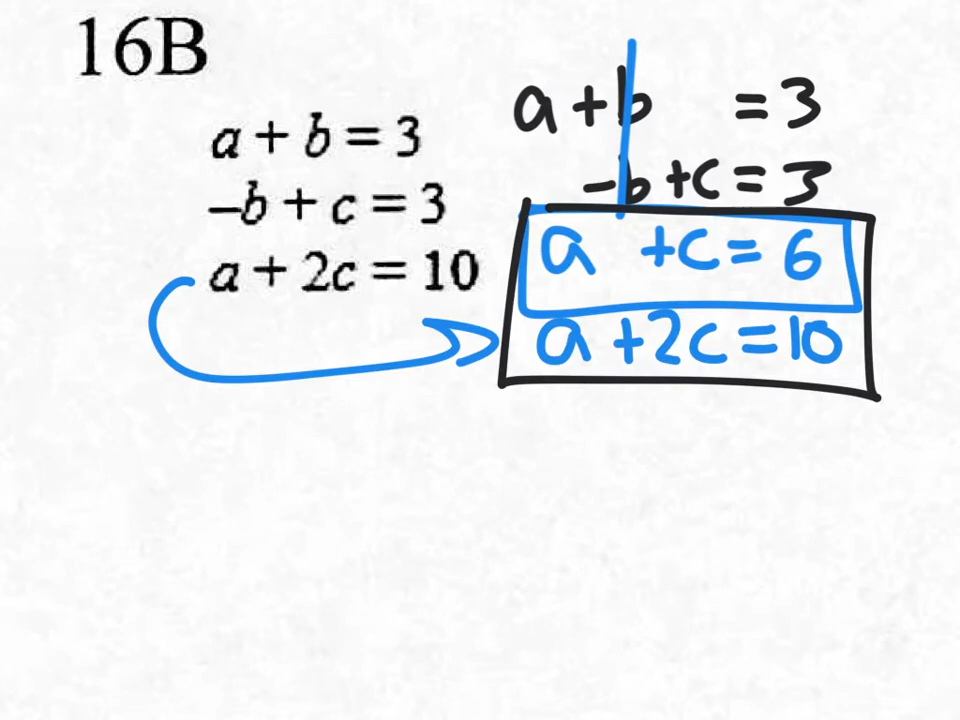 16B
a + b = 3
–b + c = 3
a + 2c = 10
a + b = 3
-b + c = 3
a + c = 6
a + 2c = 10